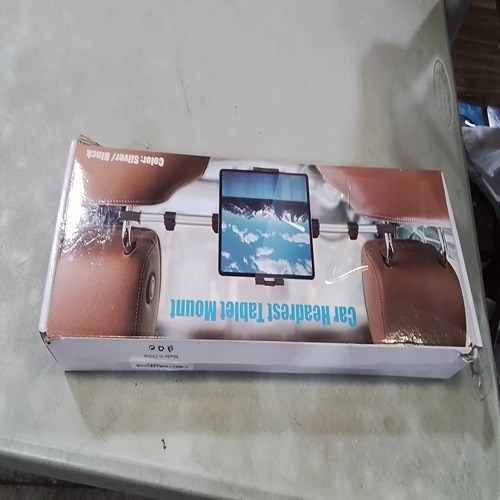 Car Headrest Tablet Mount
Color: Silver/Black
Made in China